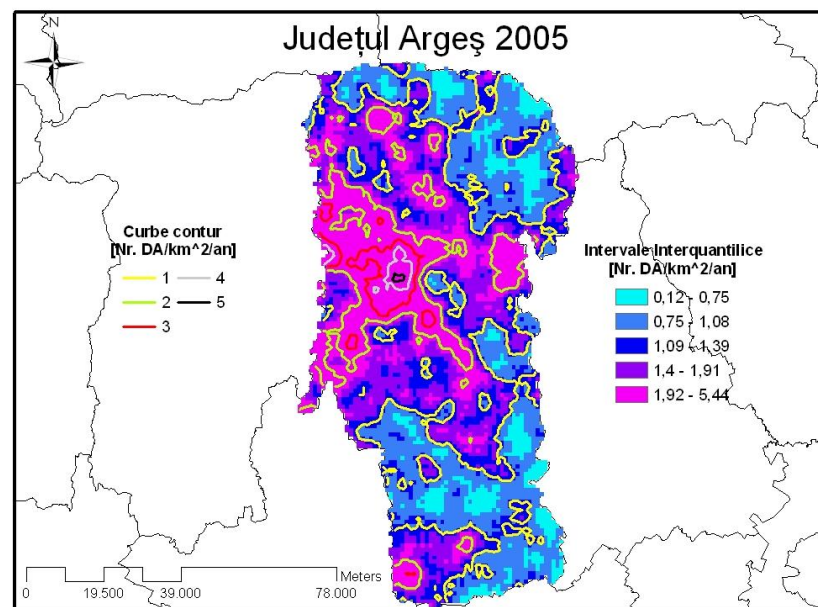 Județul Argeş 2005
N
Curbe contur
[Nr. DA/km^2/an]
1
4
2
5
3
Intervale Interquantilice
[Nr. DA/km^2/an]
0,12 - 0,75
0,75 - 1,08
1,09 - 1,39
1,4 - 1,91
1,92 - 5,44
Meters
0
19.500
39.000
78.000